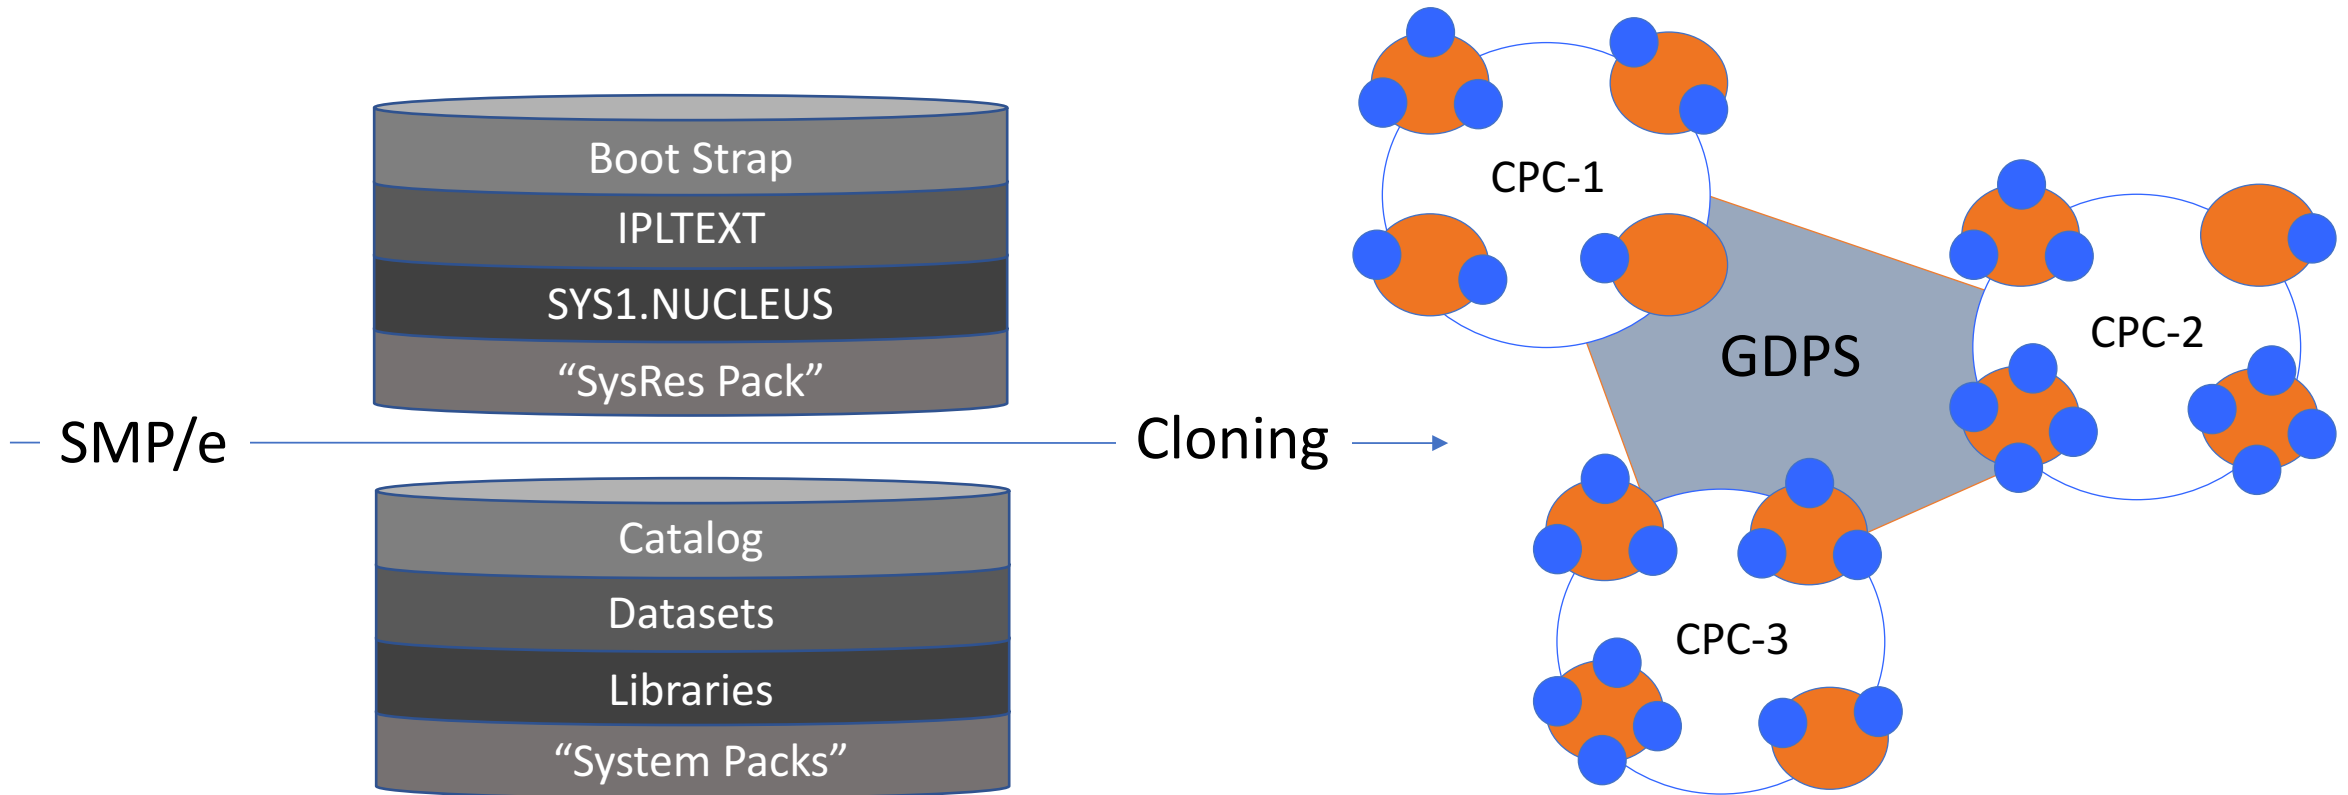 Boot Strap
IPLTEXT
SYS1.NUCLEUS
“SysRes Pack”
SMP/e
Cloning
Catalog
Datasets
Libraries
“System Packs”
CPC-1
CPC-2
GDPS
CPC-3